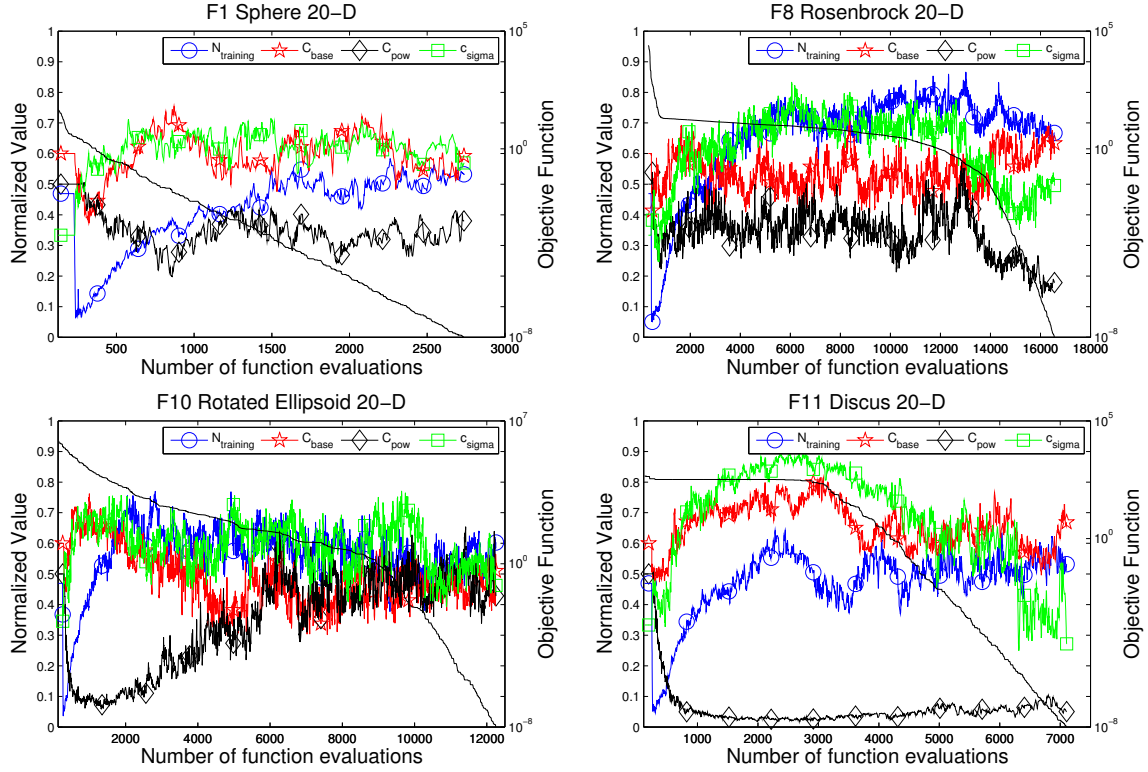 F1 Sphere 20−D
N_training C_base C_pow c_sigma
Normalized Value
0 0.1 0.2 0.3 0.4 0.5 0.6 0.7 0.8 0.9 1
10^−8 10^0 10^5
Objective Function
500 1000 1500 2000 2500 3000
Number of function evaluations
F8 Rosenbrock 20−D
N_training C_base C_pow c_sigma
Normalized Value
0 0.1 0.2 0.3 0.4 0.5 0.6 0.7 0.8 0.9 1
10^−8 10^0 10^5
Objective Function
2000 4000 6000 8000 10000 12000 14000 16000 18000
Number of function evaluations
F10 Rotated Ellipsoid 20−D
N_training C_base C_pow c_sigma
Normalized Value
0 0.1 0.2 0.3 0.4 0.5 0.6 0.7 0.8 0.9 1
10^−8 10^0 10^7
Objective Function
2000 4000 6000 8000 10000 12000
Number of function evaluations
F11 Discus 20−D
N_training C_base C_pow c_sigma
Normalized Value
0 0.1 0.2 0.3 0.4 0.5 0.6 0.7 0.8 0.9 1
10^−8 10^0 10^5
Objective Function
1000 2000 3000 4000 5000 6000 7000
Number of function evaluations